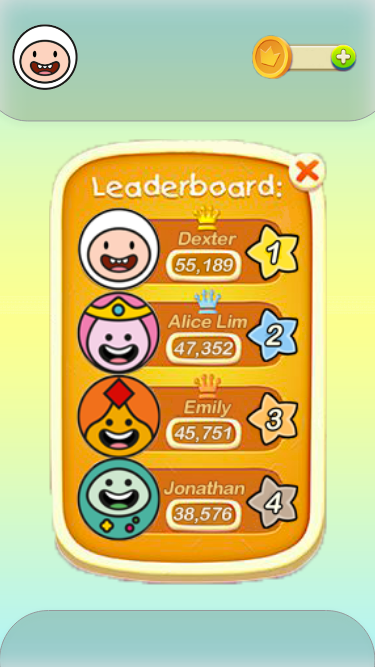 Leaderboard:
Dexter
55,189
1
Alice Lim
47,352
2
Emily
45,751
3
Jonathan
38,576
4